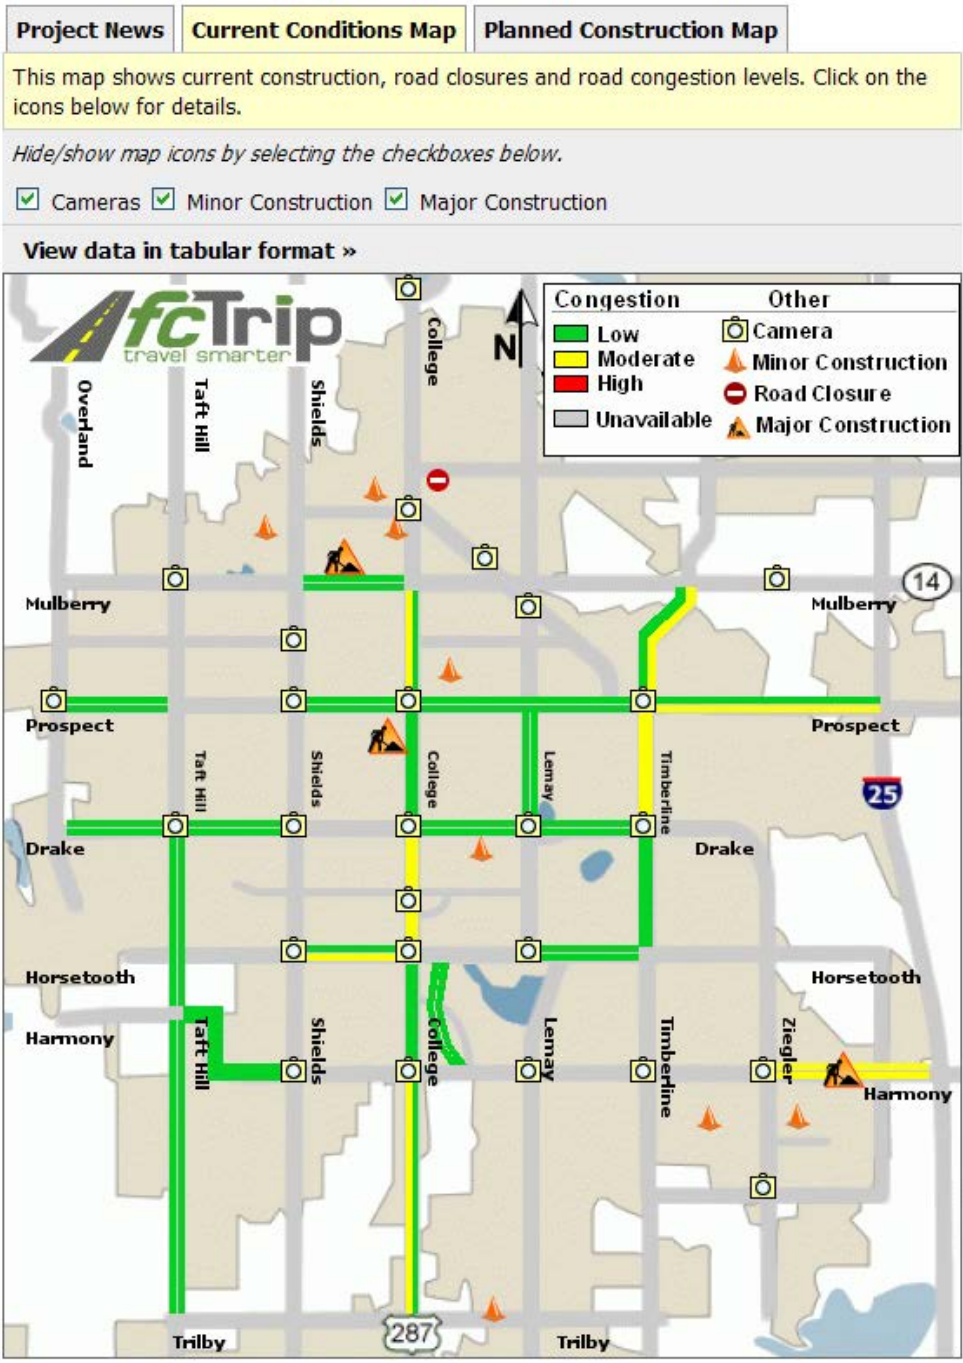 Project News
Current Conditions Map
Planned Construction Map
This map shows current construction, road closures and road congestion levels. Click on the
icons below for details.
Hide/show map icons by selecting the checkboxes below.
Cameras
Minor Construction
Major Construction
View data in tabular format »
fcTrip
travel smarter
N
Congestion
Other
Low
Camera
Moderate
Minor Construction
High
Road Closure
Unavailable
Major Construction
Overland
Taft Hill
Shields
College
Mulberry
Mulberry
14
Prospect
Prospect
Taft Hill
Shields
College
Lemay
Timberline
25
Drake
Drake
Horsetooth
Horsetooth
Harmony
Taft Hill
Shields
College
Lemay
Timberline
Ziegler
Harmony
Trilby
287
Trilby